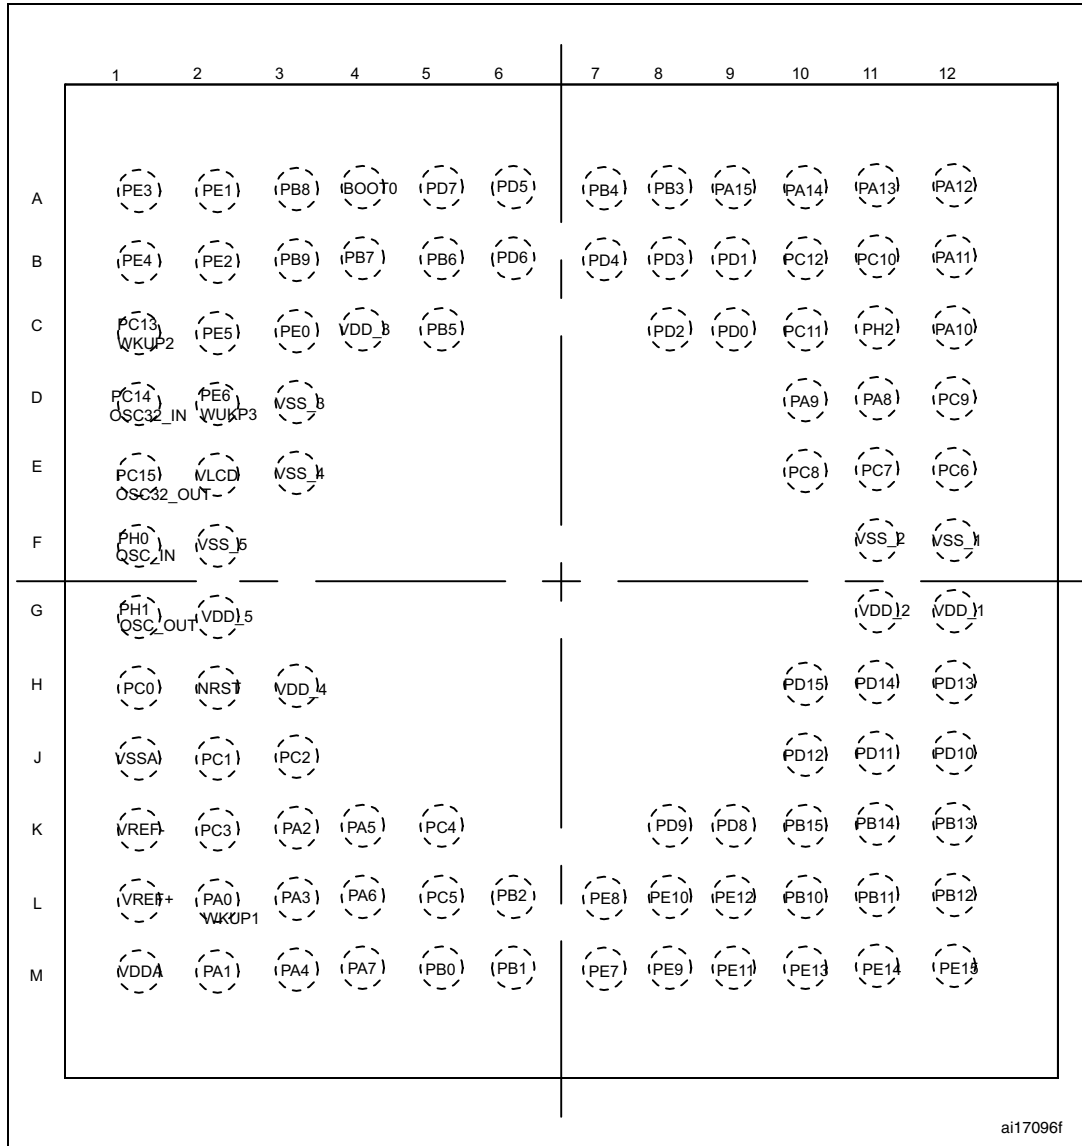 1 2 3 4 5 6 7 8 9 10 11 12
A PE3 PE1 PB8 BOOT0 PD7 PD5 PB4 PB3 PA15 PA14 PA13 PA12
B PE4 PE2 PB9 PB7 PB6 PD6 PD4 PD3 PD1 PC12 PC10 PA11
C PC13 PE5 PE0 VDD_3 PB5 PD2 PD0 PC11 PH2 PA10
WKUP2
D PC14 PE6 VSS_3 PA9 PA8 PC9
OSC32_IN WUKP3
E PC15 VLCD VSS_4 PC8 PC7 PC6
OSC32_OUT
F PH0 VSS_5 VSS_2 VSS_1
OSC_IN
G PH1 VDD_5 VDD_2 VDD_1
OSC_OUT
H PC0 NRST VDD_4 PD15 PD14 PD13
J VSSA PC1 PC2 PD12 PD11 PD10
K VREF- PC3 PA2 PA5 PC4 PD9 PD8 PB15 PB14 PB13
L VREF+ PA0 PA3 PA6 PC5 PB2 PE8 PE10 PE12 PB10 PB11 PB12
WKUP1
M VDDA PA1 PA4 PA7 PB0 PB1 PE7 PE9 PE11 PE13 PE14 PE15
ai17096f